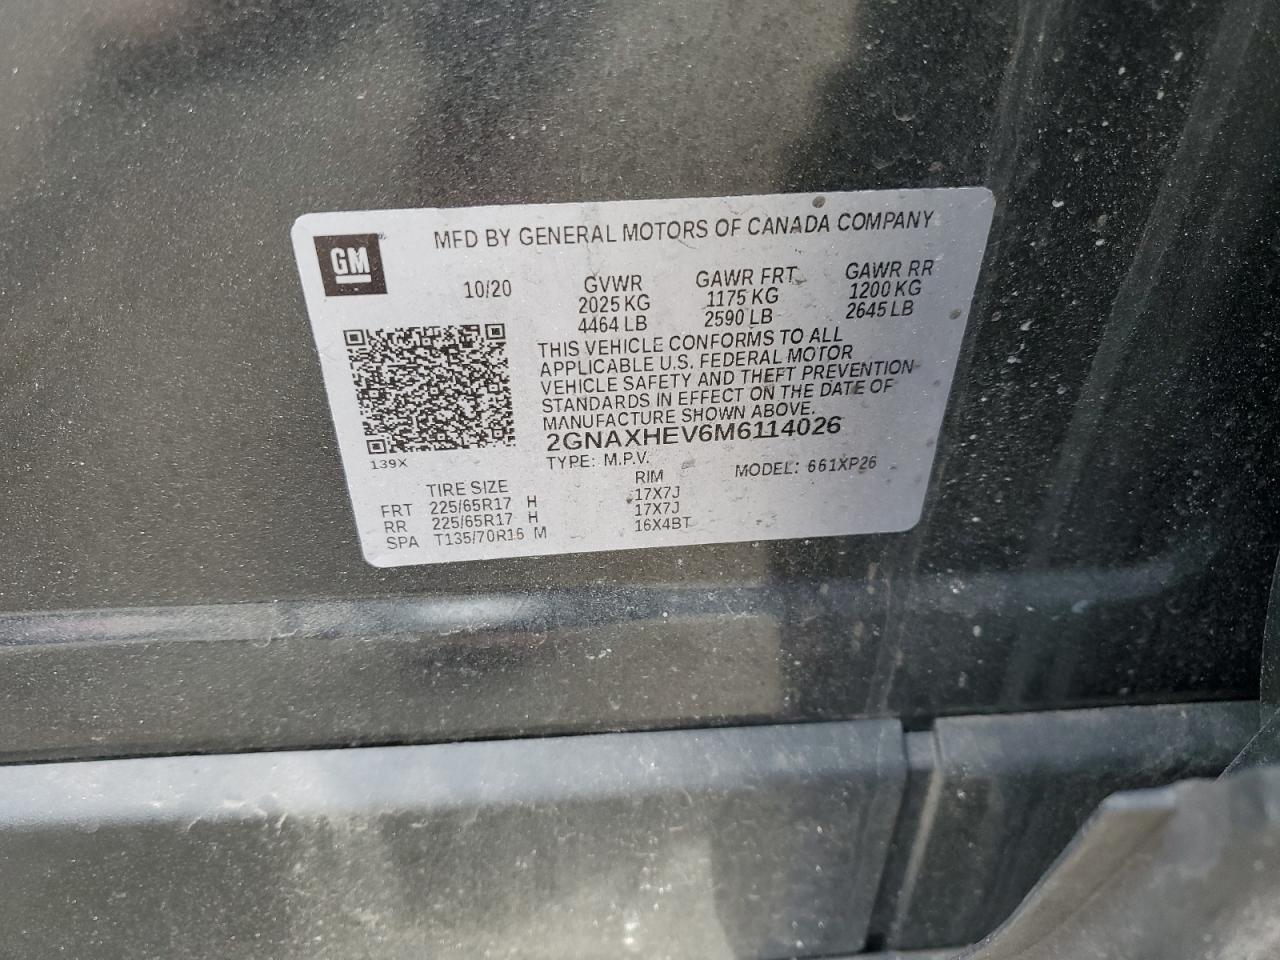 GM
MFD BY GENERAL MOTORS OF CANADA COMPANY
10/20 GVWR GAWR FRT GAWR RR
2025 KG 1175 KG 1200 KG
4464 LB 2590 LB 2645 LB
THIS VEHICLE CONFORMS TO ALL
APPLICABLE U.S. FEDERAL MOTOR
VEHICLE SAFETY AND THEFT PREVENTION
STANDARDS IN EFFECT ON THE DATE OF
MANUFACTURE SHOWN ABOVE.
2GNAXHEV6M6114026
139X
TYPE: M.P.V. MODEL: 661XP26
TIRE SIZE RIM
FRT 225/65R17 H 17X7J
RR 225/65R17 H 17X7J
SPA T135/70R16 M 16X4BT